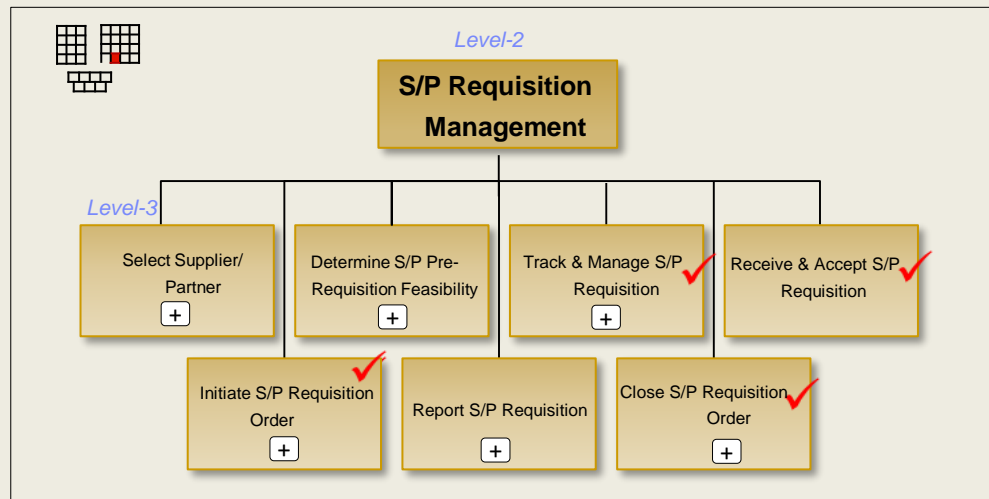 Level-2
S/P Requisition
Management
Level-3
Select Supplier/
Partner
+
Determine S/P Pre-
Requisition Feasibility
+
Track & Manage S/P
Requisition
+
Receive & Accept S/P
Requisition
Initiate S/P Requisition
Order
+
Report S/P Requisition
+
Close S/P Requisition
Order
+